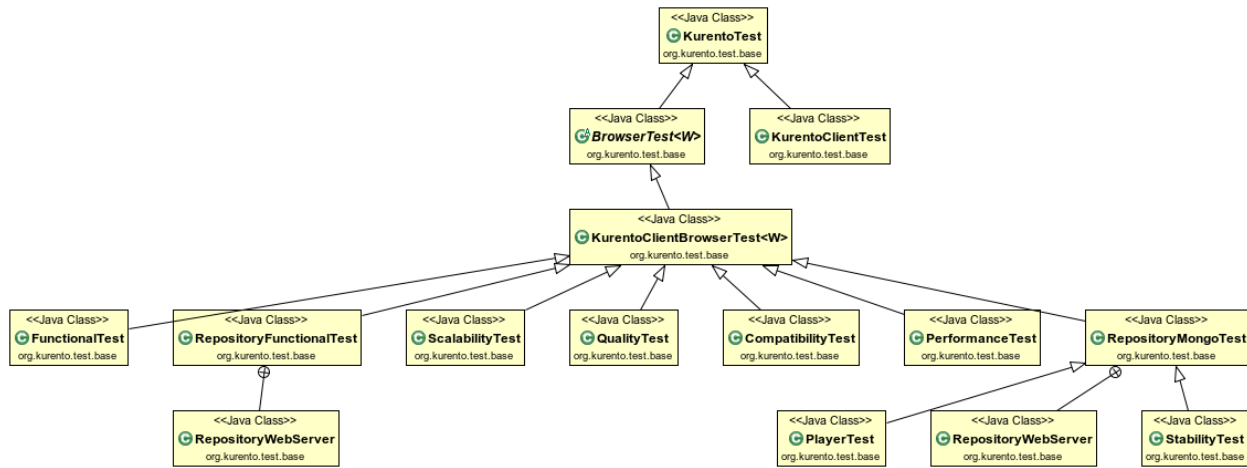 <<Java Class>>
KurentoTest
org.kurento.test.base
<<Java Class>>
BrowserTest<W>
org.kurento.test.base
<<Java Class>>
KurentoClientTest
org.kurento.test.base
<<Java Class>>
KurentoClientBrowserTest<W>
org.kurento.test.base
<<Java Class>>
FunctionalTest
org.kurento.test.base
<<Java Class>>
RepositoryFunctionalTest
org.kurento.test.base
<<Java Class>>
ScalabilityTest
org.kurento.test.base
<<Java Class>>
QualityTest
org.kurento.test.base
<<Java Class>>
CompatibilityTest
org.kurento.test.base
<<Java Class>>
PerformanceTest
org.kurento.test.base
<<Java Class>>
RepositoryMongoTest
org.kurento.test.base
<<Java Class>>
RepositoryWebServer
org.kurento.test.base
<<Java Class>>
PlayerTest
org.kurento.test.base
<<Java Class>>
RepositoryWebServer
org.kurento.test.base
<<Java Class>>
StabilityTest
org.kurento.test.base